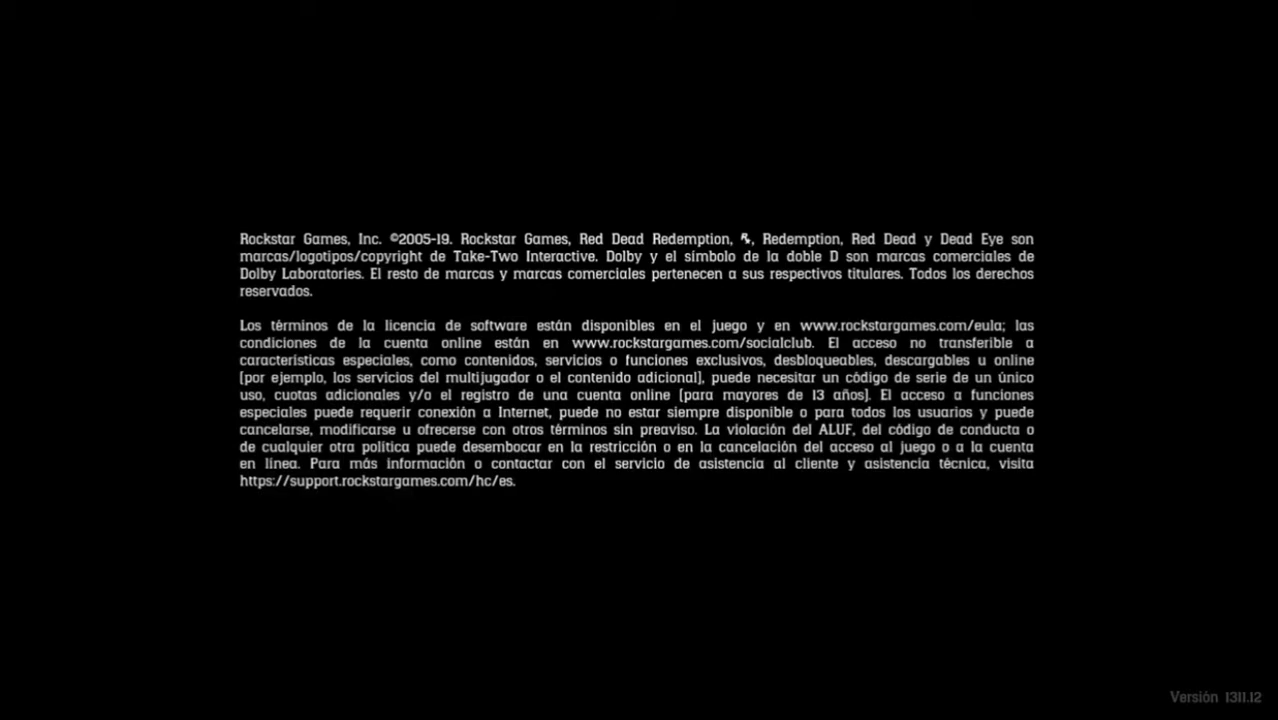 Rockstar Games, Inc. ©2005-19. Rockstar Games, Red Dead Redemption, R*, Redemption, Red Dead y Dead Eye son
marcas/logotipos/copyright de Take-Two Interactive. Dolby y el símbolo de la doble D son marcas comerciales de
Dolby Laboratories. El resto de marcas y marcas comerciales pertenecen a sus respectivos titulares. Todos los derechos
reservados.
Los términos de la licencia de software están disponibles en el juego y en www.rockstargames.com/eula; las
condiciones de la cuenta online están en www.rockstargames.com/socialclub. El acceso no transferible a
características especiales, como contenidos, servicios o funciones exclusivos, desbloqueables, descargables u online
(por ejemplo, los servicios del multijugador o el contenido adicional), puede necesitar un código de serie de un único
uso, cuotas adicionales y/o el registro de una cuenta online (para mayores de 13 años). El acceso a funciones
especiales puede requerir conexión a Internet, puede no estar siempre disponible o para todos los usuarios y puede
cancelarse, modificarse u ofrecerse con otros términos sin preaviso. La violación del ALUF, del código de conducta o
de cualquier otra política puede desembocar en la restricción o en la cancelación del acceso al juego o a la cuenta
en línea. Para más información o contactar con el servicio de asistencia al cliente y asistencia técnica, visita
https://support.rockstargames.com/hc/es.
Versión 1311.12